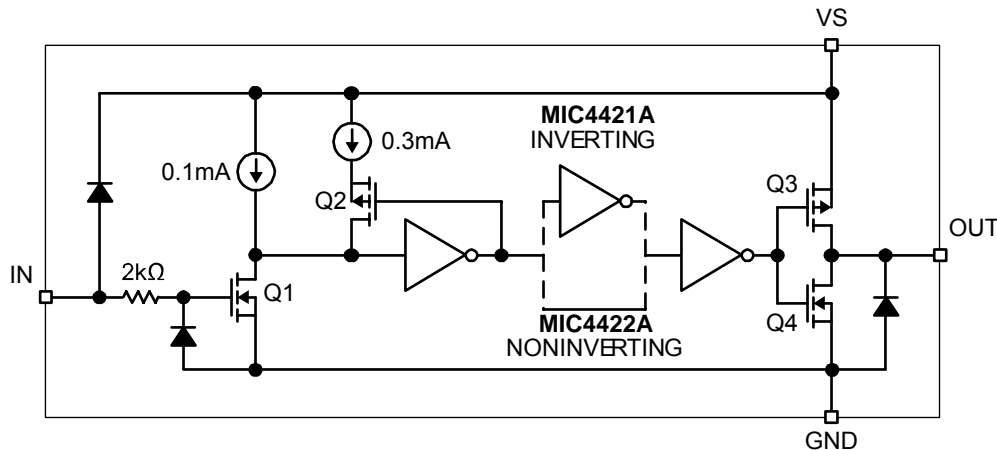 VS
MIC4421A
INVERTING
0.3mA
0.1mA
Q2
Q3
OUT
IN
2kΩ
Q1
Q4
MIC4422A
NONINVERTING
GND